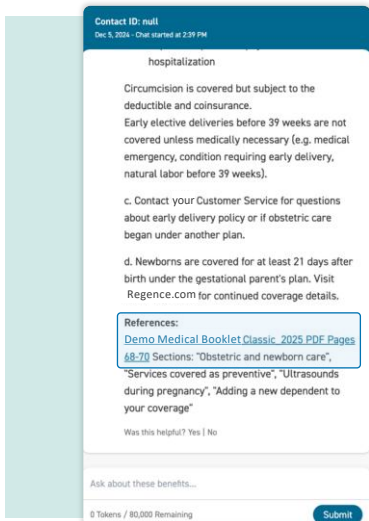 Contact ID: null
Dec 5, 2024 - Chat started at 2:39 PM
hospitalization
Circumcision is covered but subject to the
deductible and coinsurance.
Early elective deliveries before 39 weeks are not
covered unless medically necessary (e.g. medical
emergency, condition requiring early delivery,
natural labor before 39 weeks).
c. Contact your Customer Service for questions
about early delivery policy or if obstetric care
began under another plan.
d. Newborns are covered for at least 21 days after
birth under the gestational parent's plan. Visit
Regence.com for continued coverage details.
References:
Demo Medical Booklet Classic 2025 PDF Pages
68-70 Sections: "Obstetric and newborn care",
"Services covered as preventive", "Ultrasounds
during pregnancy", "Adding a new dependent to
your coverage"
Was this helpful? Yes | No
Ask about these benefits...
0 Tokens / 80,000 Remaining
Submit